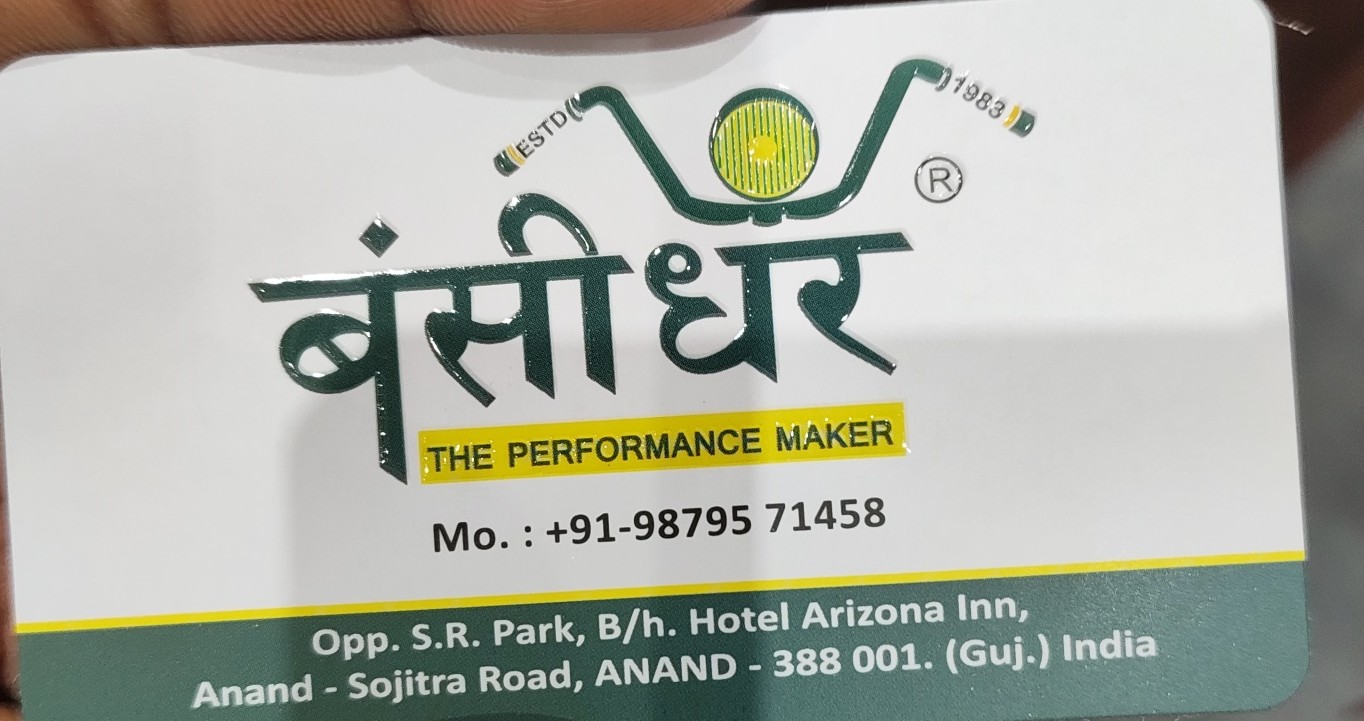 ESTD 1983
®
बंसीधर
THE PERFORMANCE MAKER
Mo. : +91-98795 71458
Opp. S.R. Park, B/h. Hotel Arizona Inn,
Anand - Sojitra Road, ANAND - 388 001. (Guj.) India